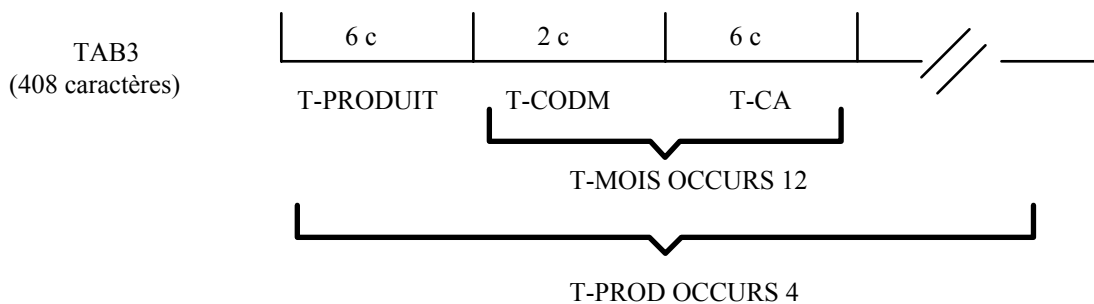 6 c 2 c 6 c
TAB3
(408 caractères)
T-PRODUIT T-CODM T-CA
T-MOIS OCCURS 12
T-PROD OCCURS 4